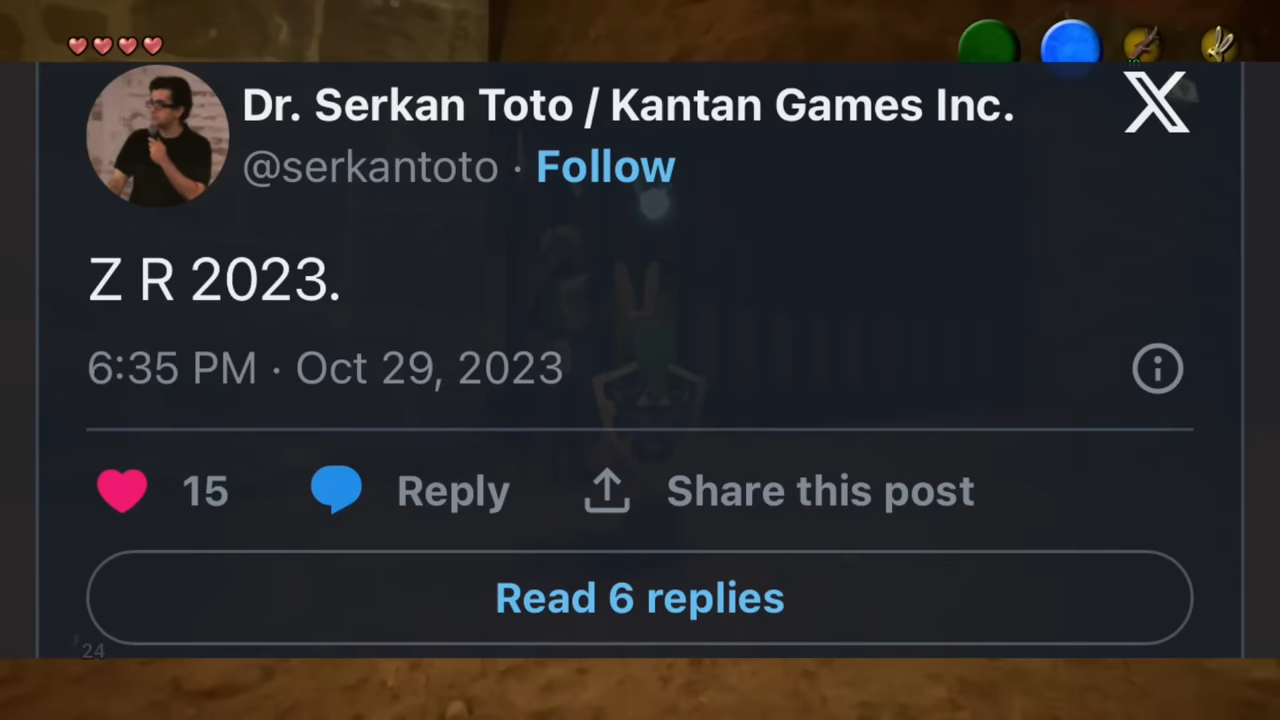 Dr. Serkan Toto / Kantan Games Inc.
@serkantoto · Follow
Z R 2023.
6:35 PM · Oct 29, 2023
15 Reply Share this post
Read 6 replies
24